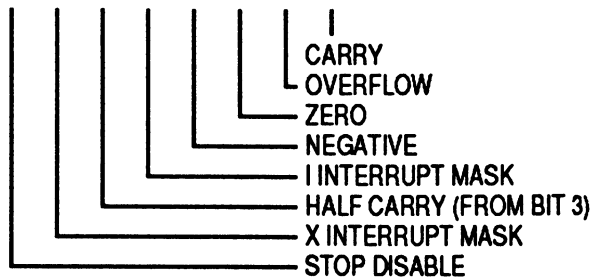 CARRY
OVERFLOW
ZERO
NEGATIVE
I INTERRUPT MASK
HALF CARRY (FROM BIT 3)
X INTERRUPT MASK
STOP DISABLE